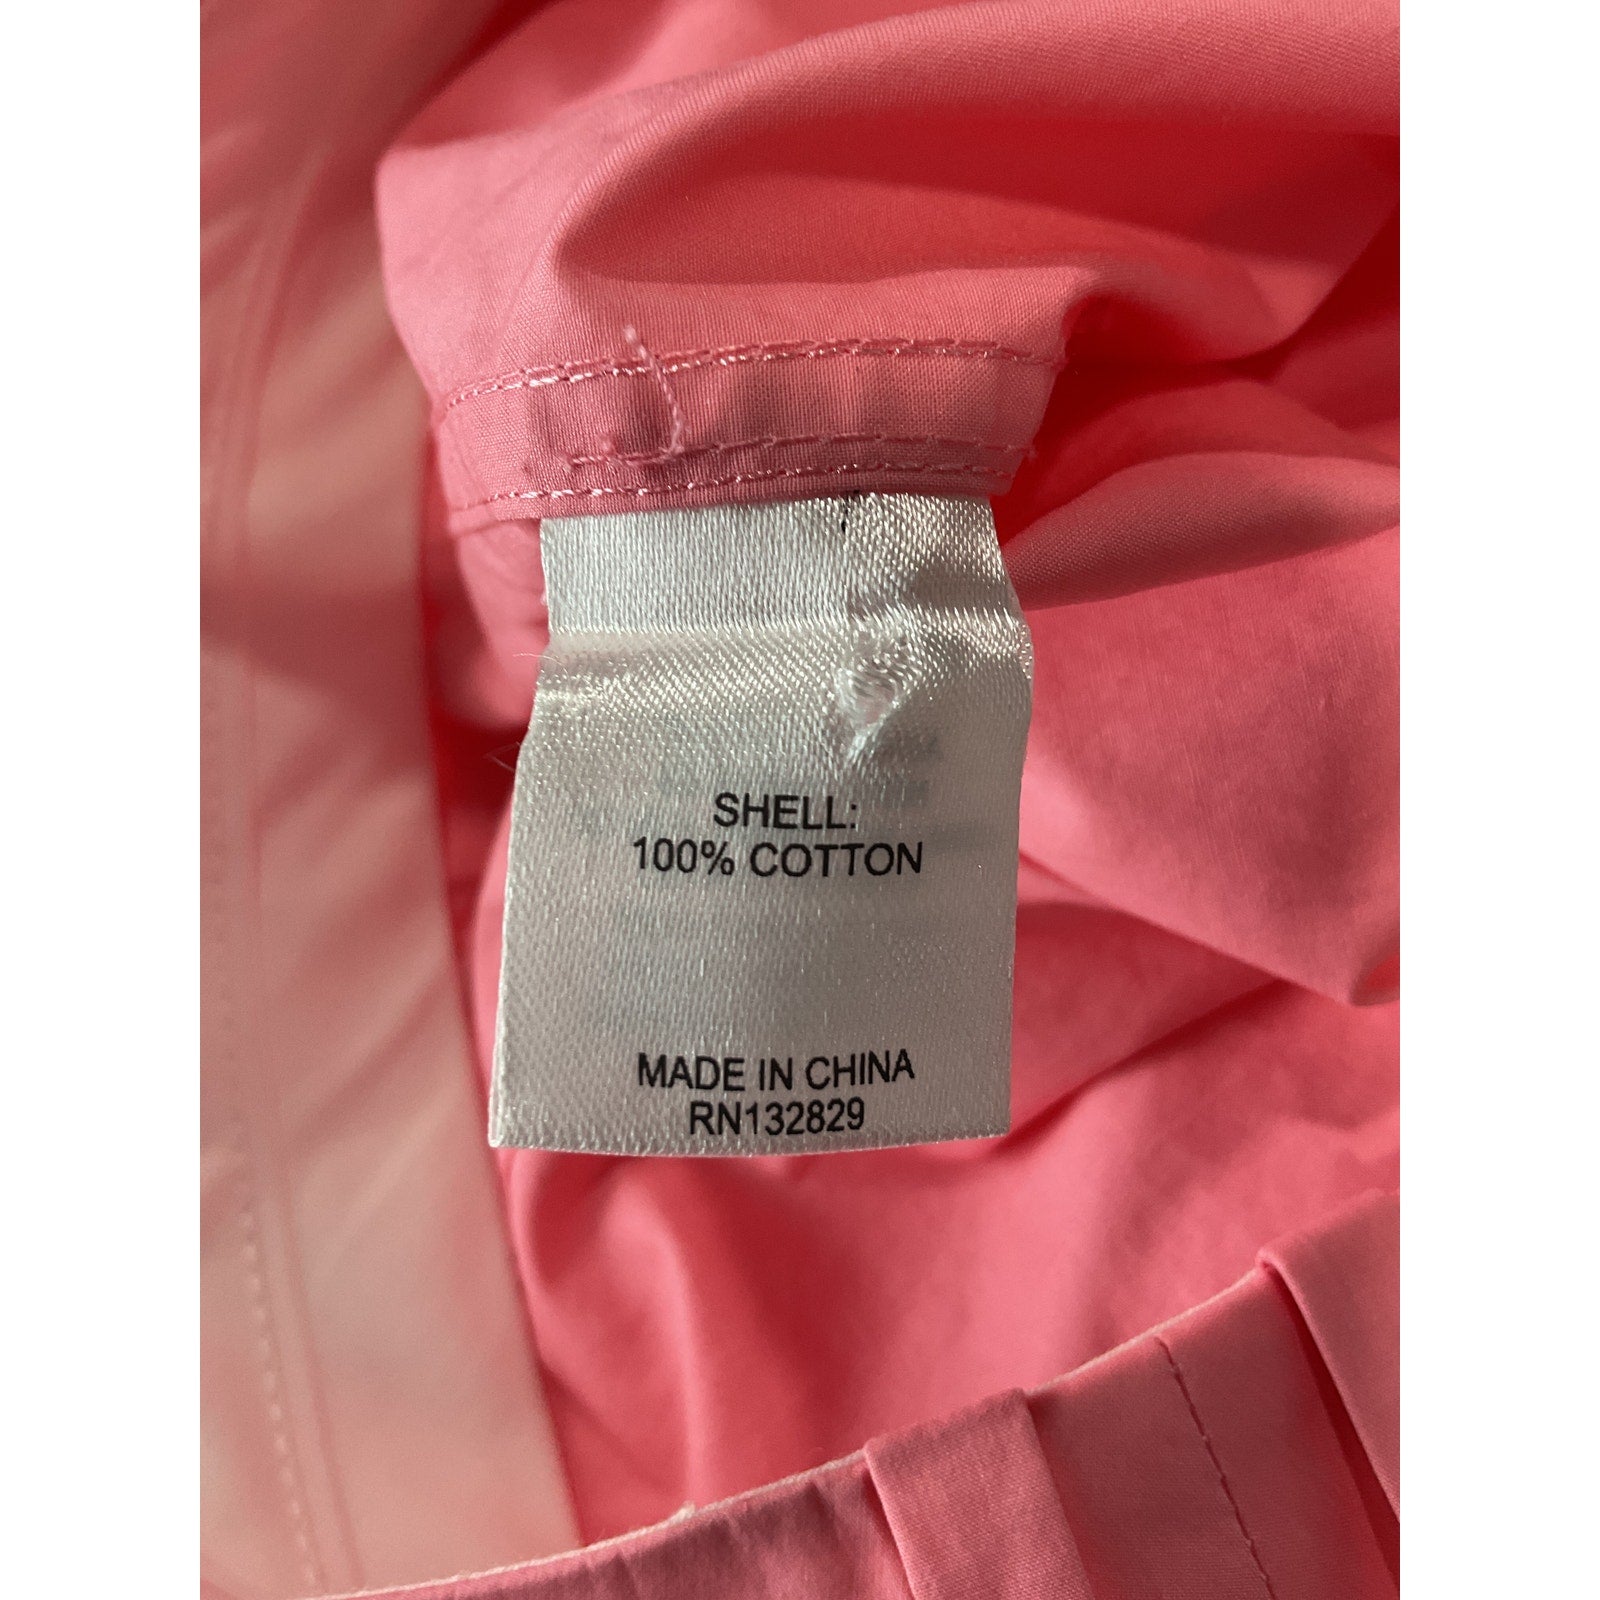 SHELL:
100% COTTON
MADE IN CHINA
RN132829